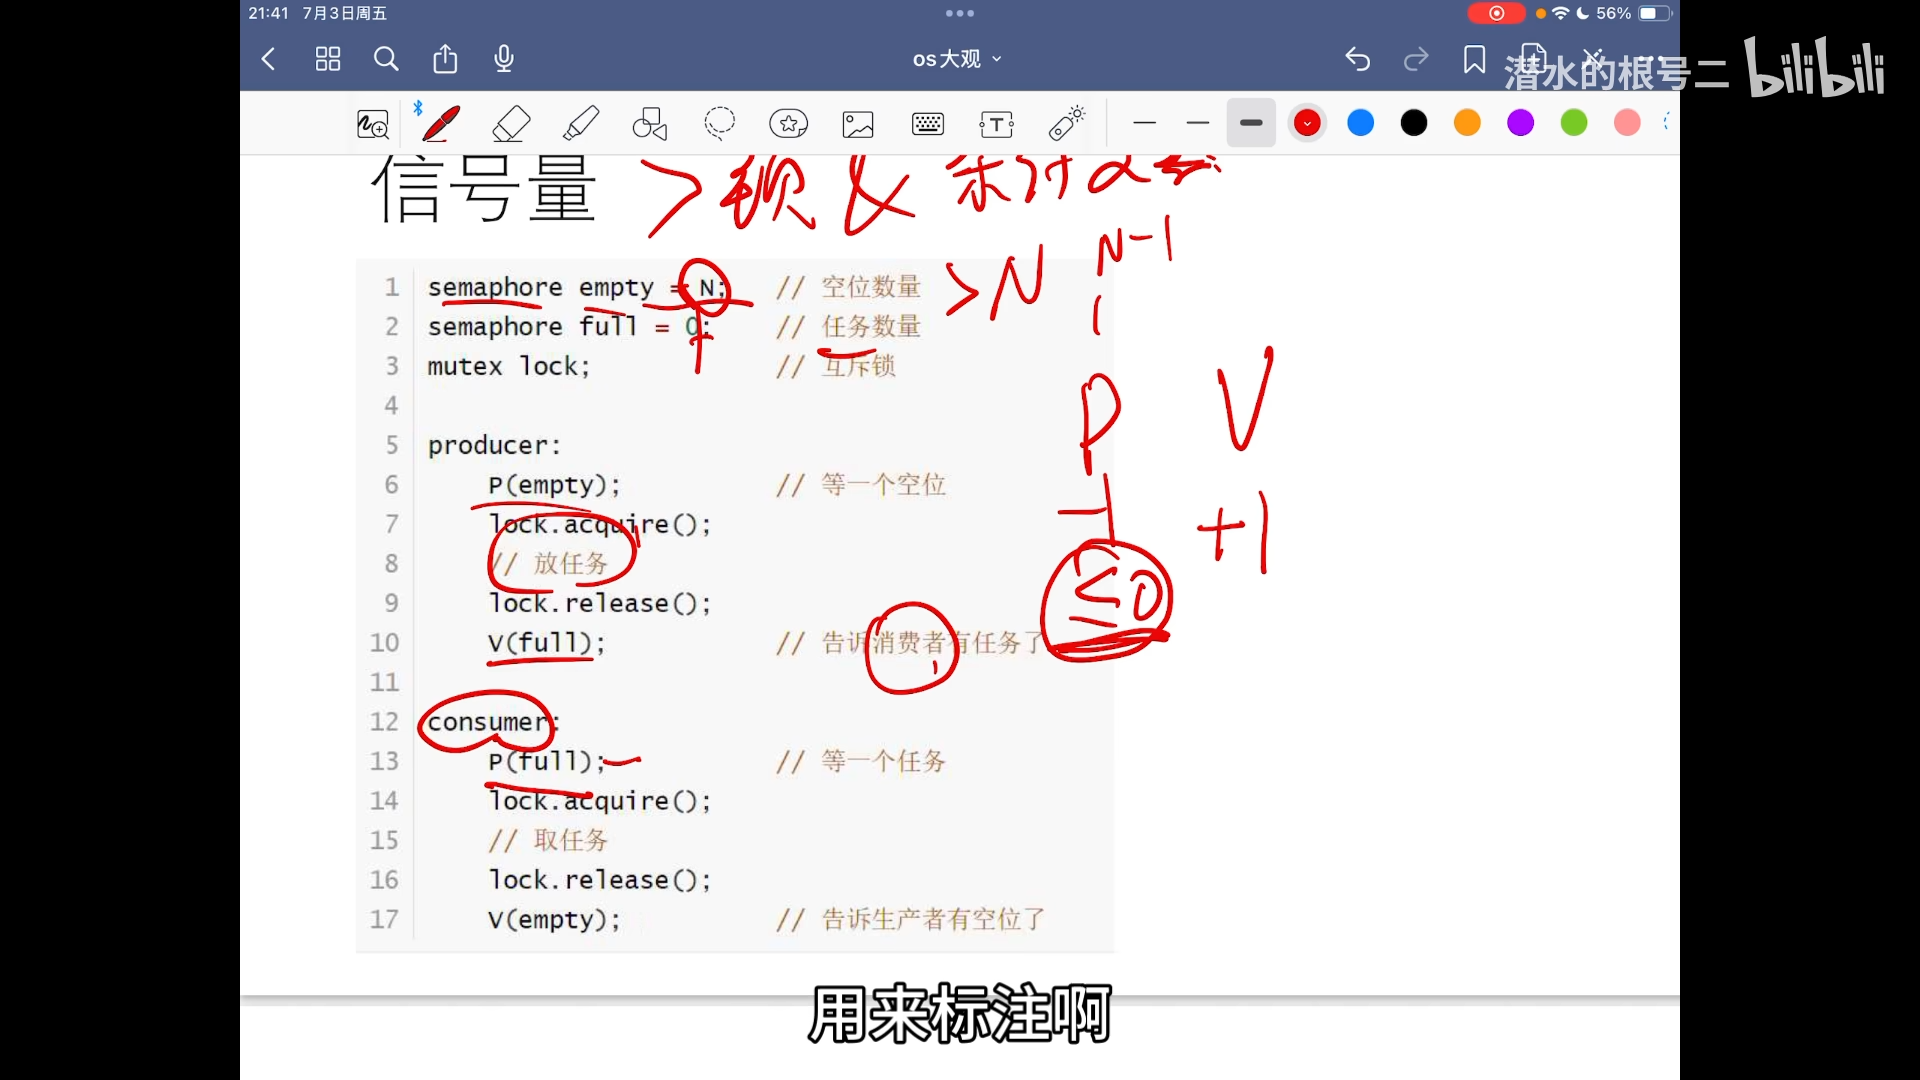 21:41 7月3日周五
56%
os大观
潜水的根号二 bilibili
信号量 > 锁 & 条件变量
1 semaphore empty = N; // 空位数量 > N N-1
2 semaphore full = 0; // 任务数量 1
3 mutex lock; // 互斥锁
4
5 producer: P V
6 P(empty); // 等一个空位
7 lock.acquire(); -1 +1
8 // 放任务
9 lock.release(); ≤0
10 V(full); // 告诉消费者有任务了
11
12 consumer:
13 P(full); // 等一个任务
14 lock.acquire();
15 // 取任务
16 lock.release();
17 V(empty); // 告诉生产者有空位了
用来标注啊